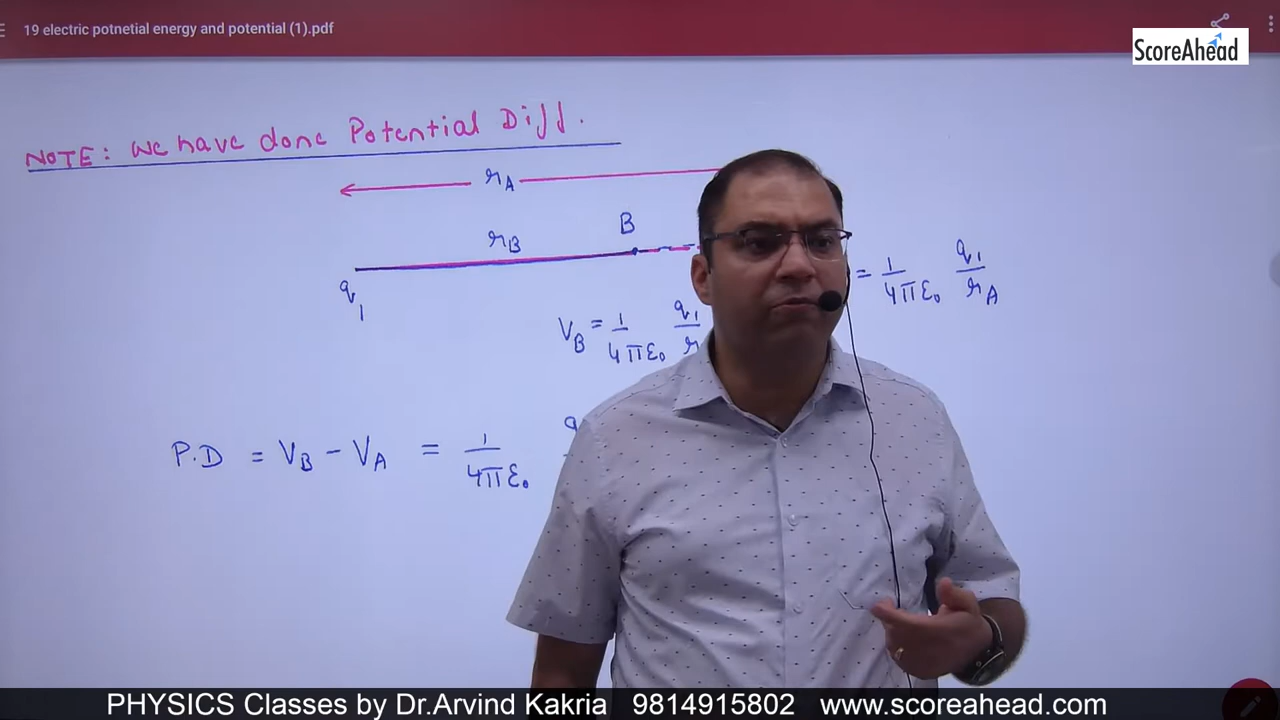 19 electric potnetial energy and potential (1).pdf
ScoreAhead
NOTE: We have done Potential Diff.
r_A
B
r_B
q_1
= 1/4πε₀ q_1/r_A
V_B = 1/4πε₀ q_1/r
P.D = V_B - V_A = 1/4πε₀ q
PHYSICS Classes by Dr.Arvind Kakria 9814915802 www.scoreahead.com